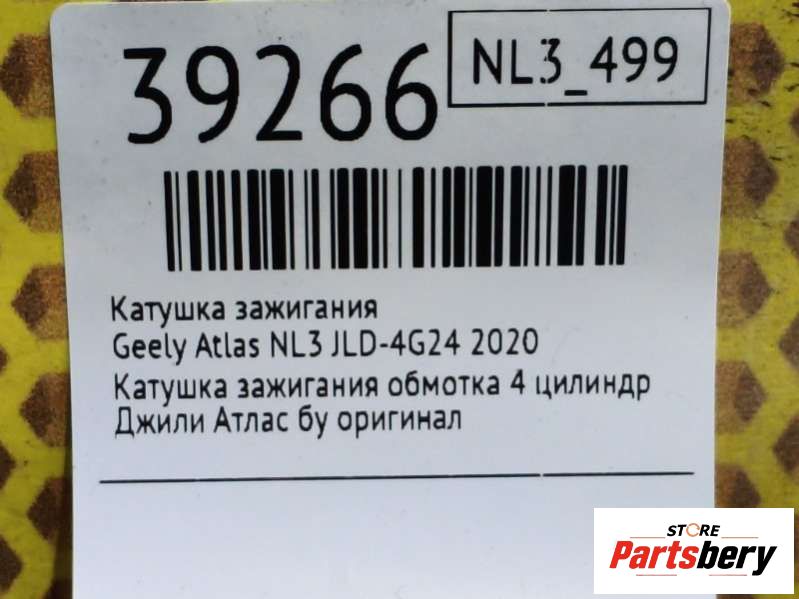 39266
NL3_499
Катушка зажигания
Geely Atlas NL3 JLD-4G24 2020
Катушка зажигания обмотка 4 цилиндр
Джили Атлас бу оригинал
STORE
Partsbery